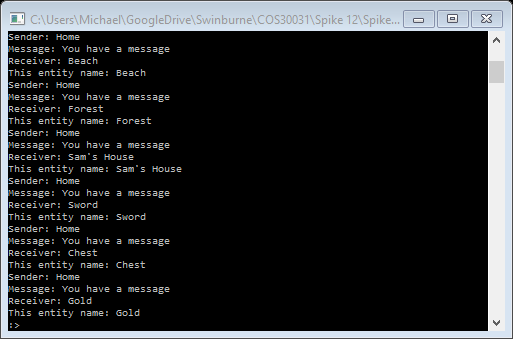 C:\Users\Michael\GoogleDrive\Swinburne\COS30031\Spike 12\Spike...
Sender: Home
Message: You have a message
Receiver: Beach
This entity name: Beach
Sender: Home
Message: You have a message
Receiver: Forest
This entity name: Forest
Sender: Home
Message: You have a message
Receiver: Sam's House
This entity name: Sam's House
Sender: Home
Message: You have a message
Receiver: Sword
This entity name: Sword
Sender: Home
Message: You have a message
Receiver: Chest
This entity name: Chest
Sender: Home
Message: You have a message
Receiver: Gold
This entity name: Gold
:>